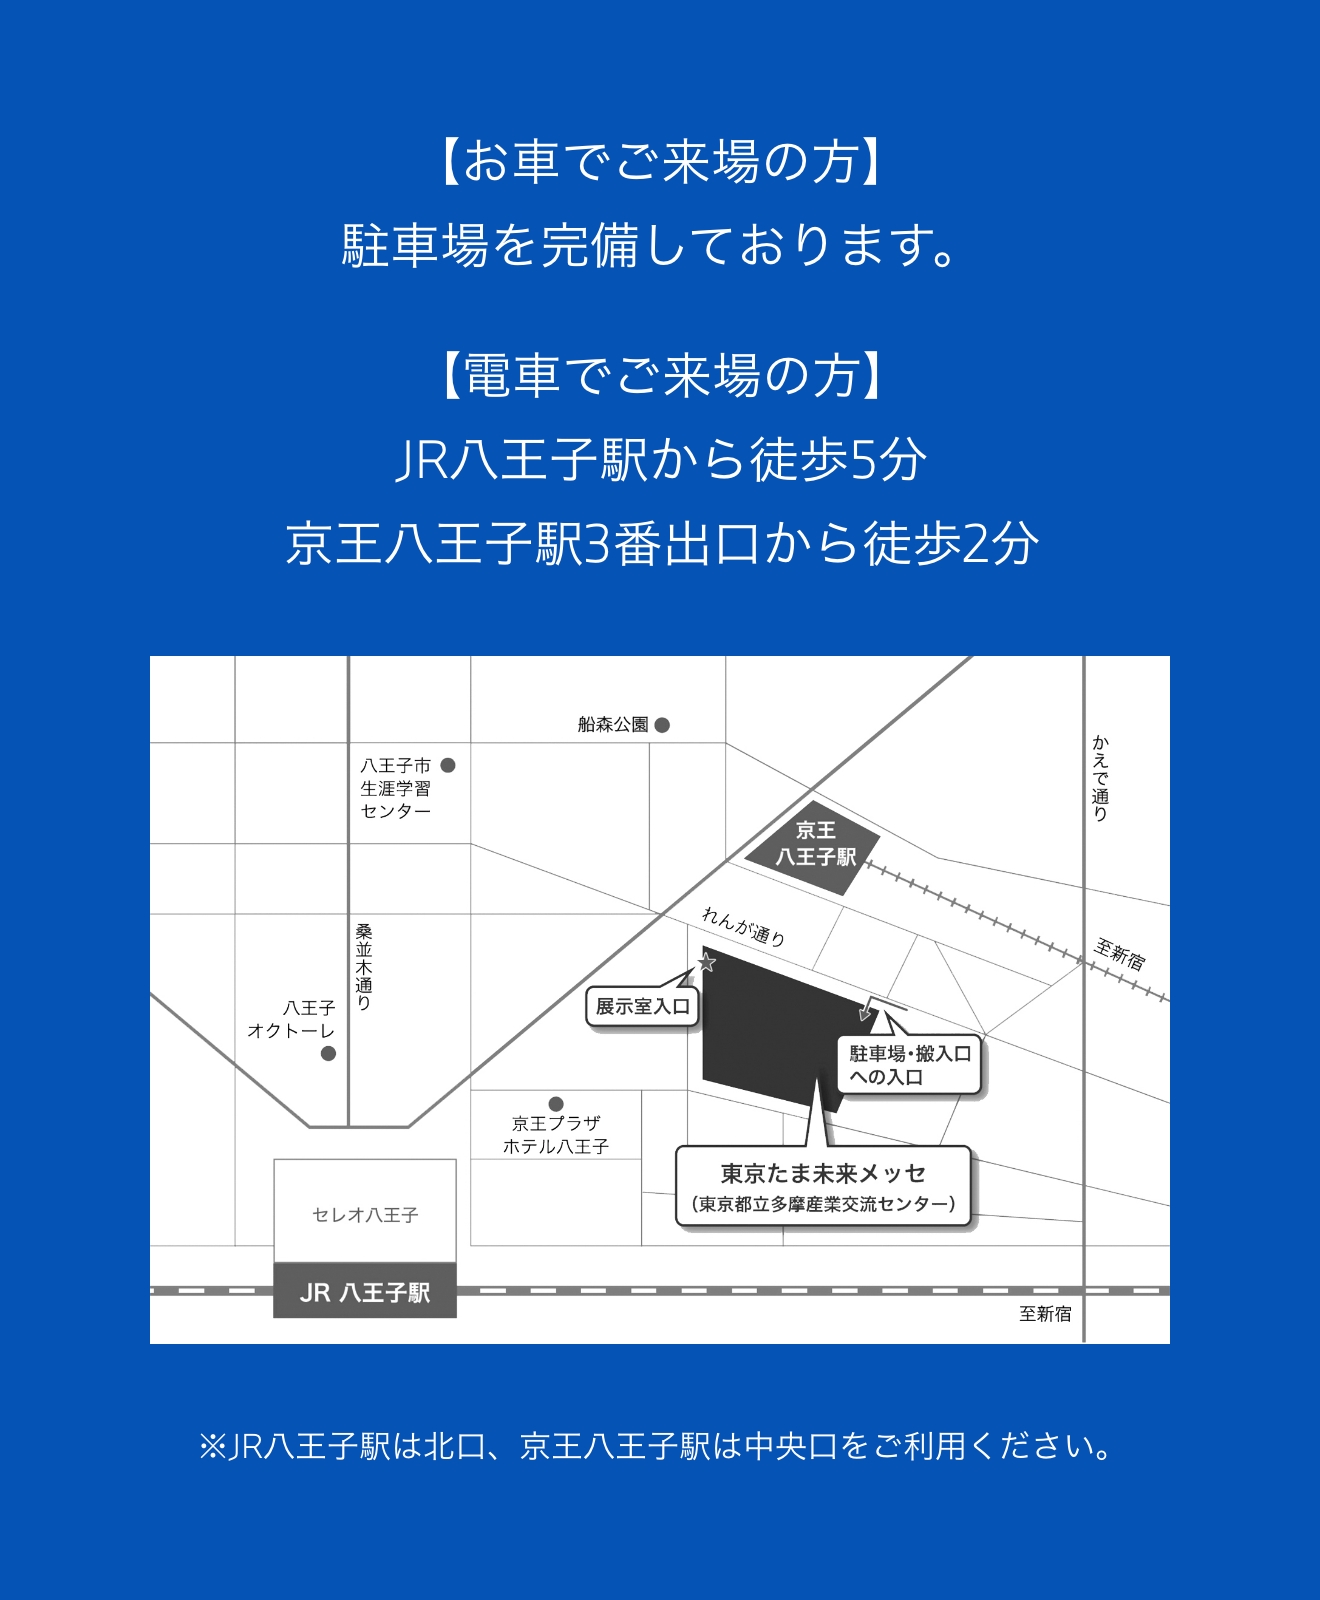 【お車でご来場の方】
駐車場を完備しております。
【電車でご来場の方】
JR八王子駅から徒歩5分
京王八王子駅3番出口から徒歩2分
船森公園
かえで通り
八王子市
生涯学習
センター
京王
八王子駅
れんが通り
桑並木通り
至新宿
八王子
オクトーレ
展示室入口
駐車場・搬入口
への入口
京王プラザ
ホテル八王子
東京たま未来メッセ
（東京都立多摩産業交流センター）
セレオ八王子
JR 八王子駅
至新宿
※JR八王子駅は北口、京王八王子駅は中央口をご利用ください。